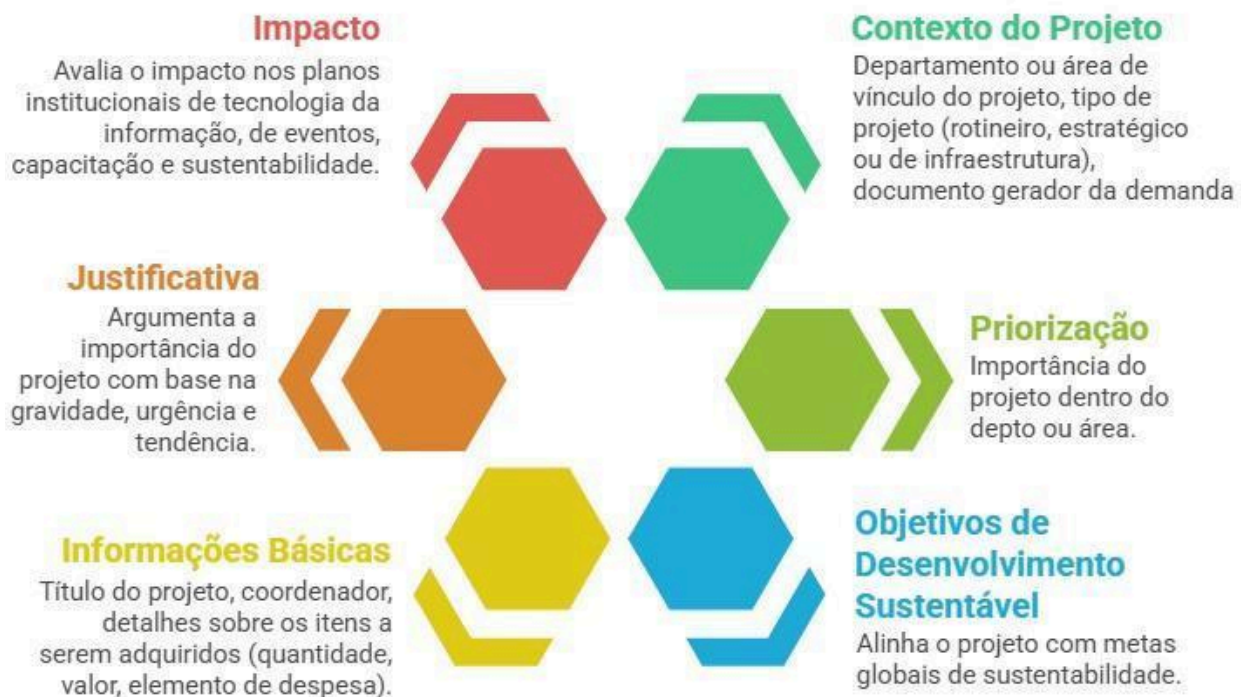 Impacto
Avalia o impacto nos planos
institucionais de tecnologia da
informação, de eventos,
capacitação e sustentabilidade.
Contexto do Projeto
Departamento ou área de
vínculo do projeto, tipo de
projeto (rotineiro, estratégico
ou de infraestrutura),
documento gerador da demanda
Justificativa
Argumenta a
importância do
projeto com base na
gravidade, urgência e
tendência.
Priorização
Importância do
projeto dentro do
depto ou área.
Informações Básicas
Título do projeto, coordenador,
detalhes sobre os itens a
serem adquiridos (quantidade,
valor, elemento de despesa).
Objetivos de
Desenvolvimento
Sustentável
Alinha o projeto com metas
globais de sustentabilidade.